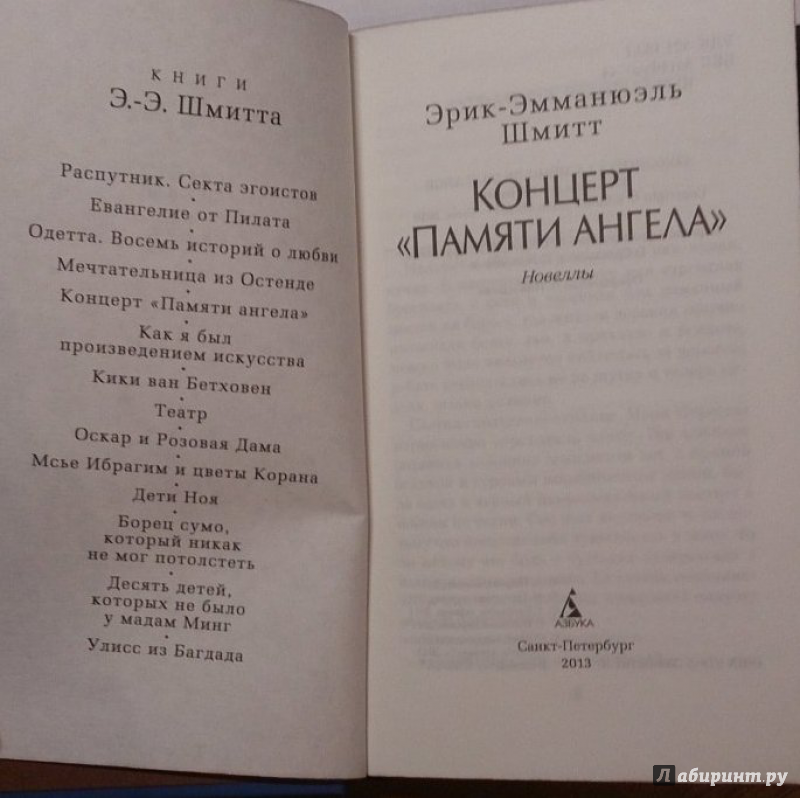 КНИГИ
Э.-Э. Шмитта
Распутник. Секта эгоистов
•
Евангелие от Пилата
•
Одетта. Восемь историй о любви
•
Мечтательница из Остенде
•
Концерт «Памяти ангела»
•
Как я был
произведением искусства
•
Кики ван Бетховен
•
Театр
•
Оскар и Розовая Дама
•
Мсье Ибрагим и цветы Корана
•
Дети Ноя
•
Борец сумо,
который никак
не мог потолстеть
•
Десять детей,
которых не было
у мадам Минг
•
Улисс из Багдада
Эрик-Эмманюэль
Шмитт
КОНЦЕРТ
«ПАМЯТИ АНГЕЛА»
Новеллы
АЗБУКА
Санкт-Петербург
2013
Л лабиринт.ру